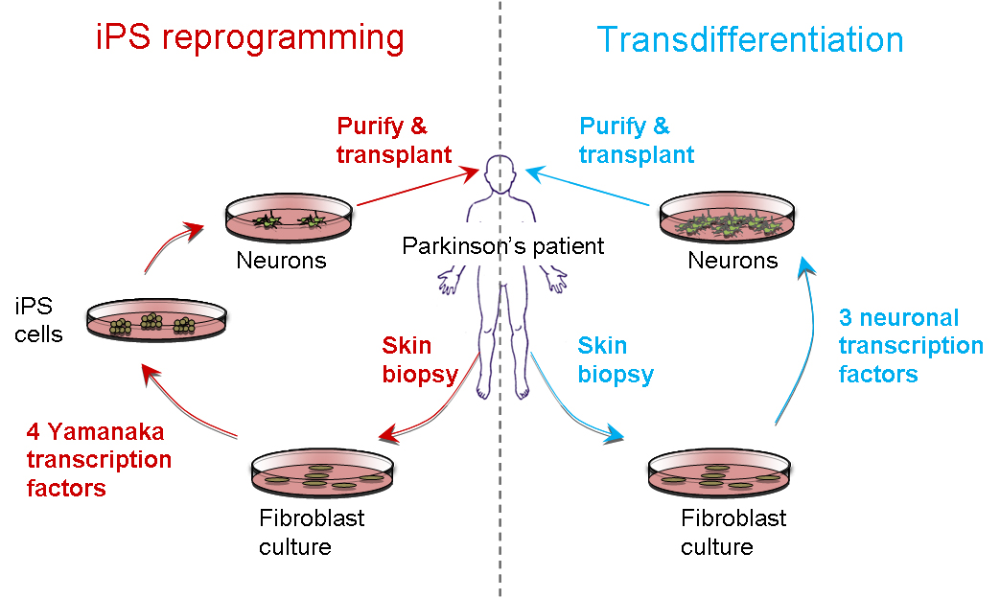 iPS reprogramming
Transdifferentiation
Purify &
transplant
Purify &
transplant
Neurons
Parkinson’s patient
Neurons
iPS
cells
Skin
biopsy
Skin
biopsy
3 neuronal
transcription
factors
4 Yamanaka
transcription
factors
Fibroblast
culture
Fibroblast
culture